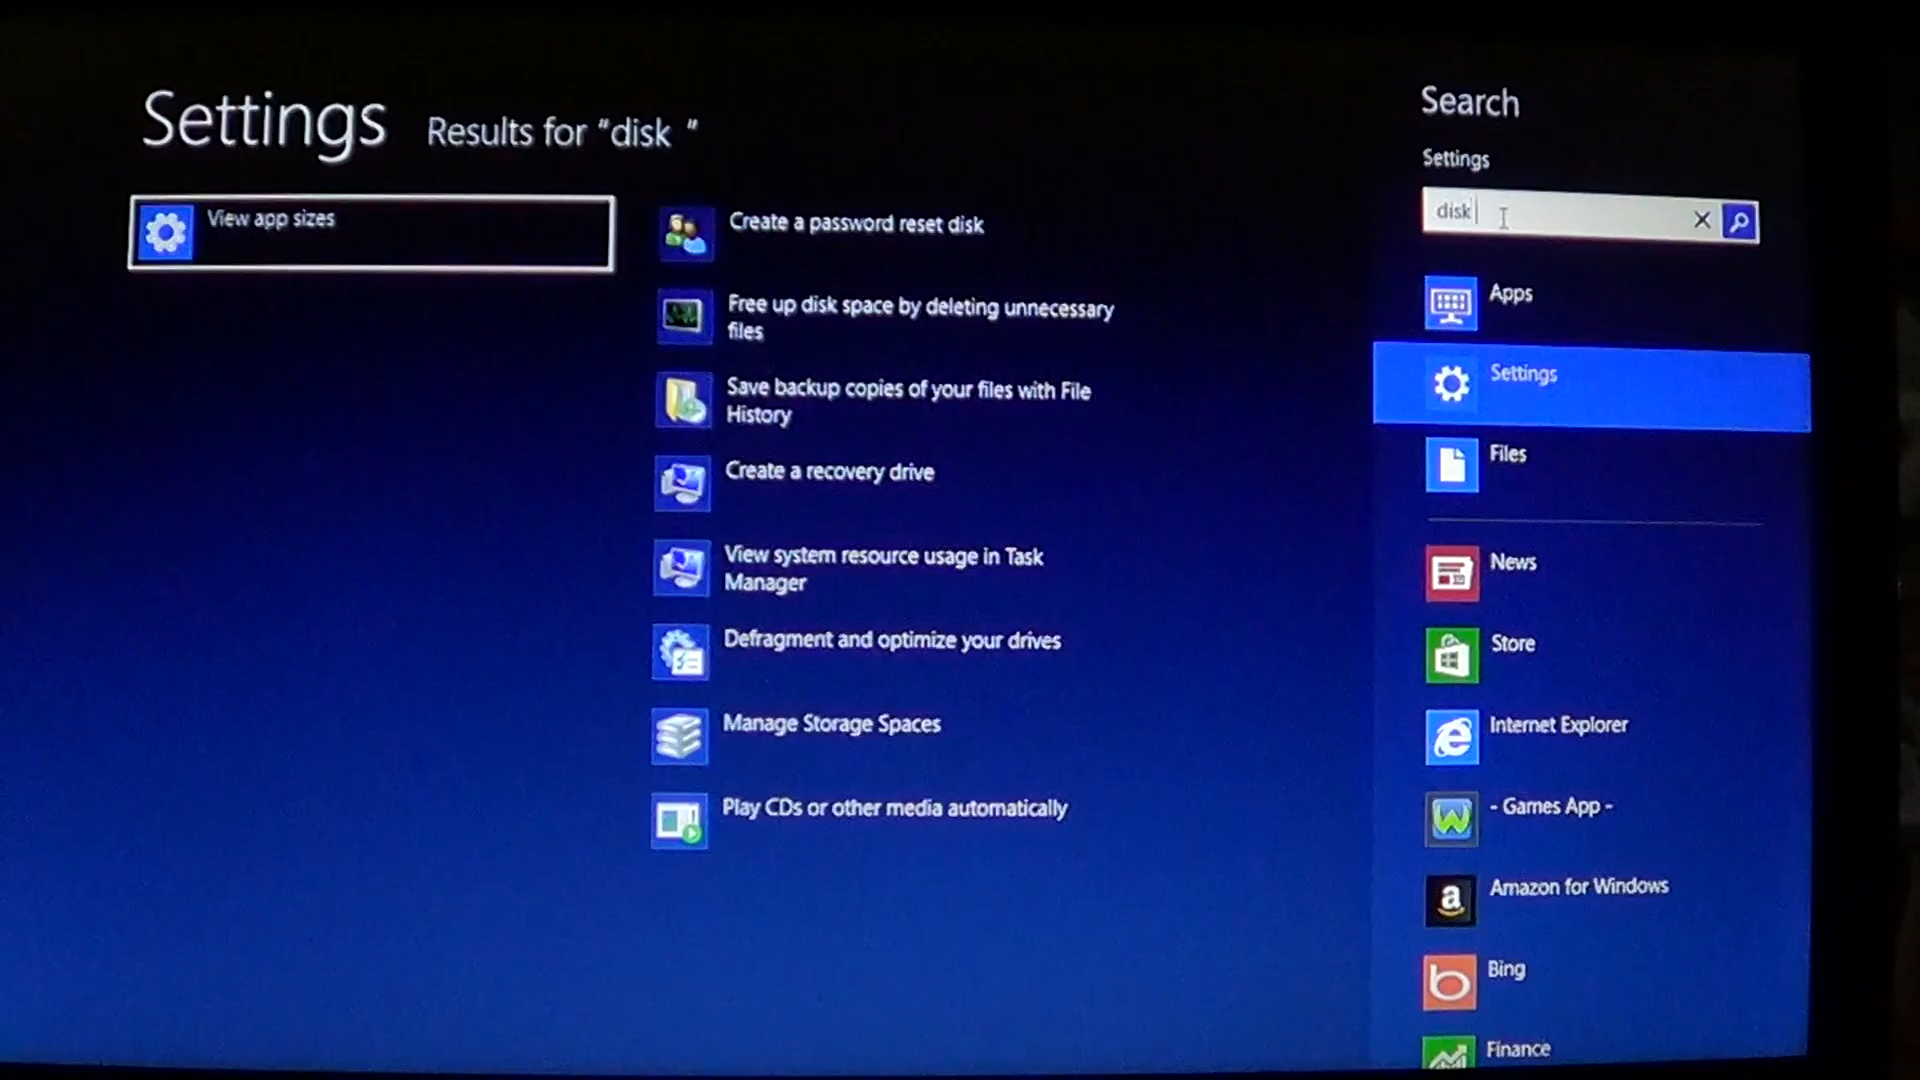 Settings Results for "disk "
View app sizes
Create a password reset disk
Free up disk space by deleting unnecessary
files
Save backup copies of your files with File
History
Create a recovery drive
View system resource usage in Task
Manager
Defragment and optimize your drives
Manage Storage Spaces
Play CDs or other media automatically
Search
Settings
disk
Apps
Settings
Files
News
Store
Internet Explorer
- Games App -
Amazon for Windows
Bing
Finance